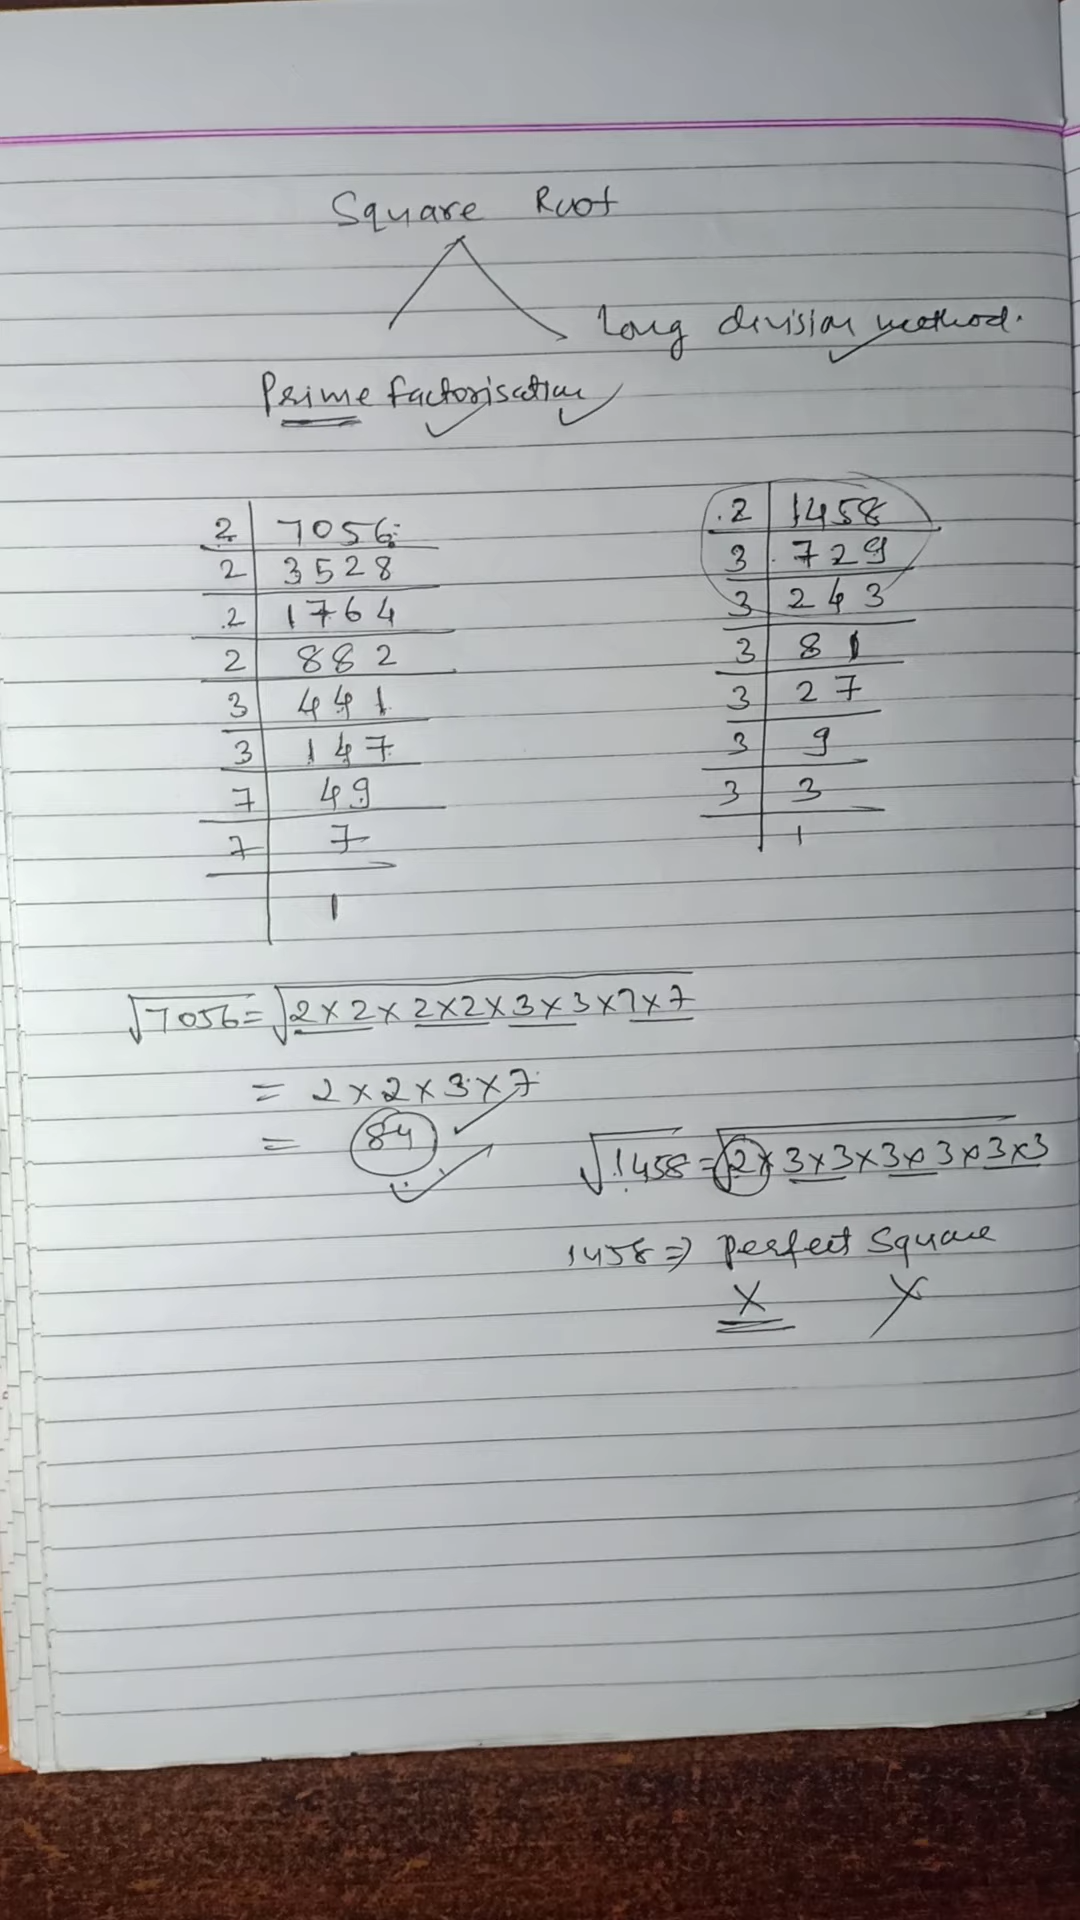 Square Root
Long division method.
Prime factorisation
2 | 7056
2 | 3528
2 | 1764
2 | 882
3 | 441
3 | 147
7 | 49
7 | 7
1
2 | 1458
3 | 729
3 | 243
3 | 81
3 | 27
3 | 9
3 | 3
1
√7056 = √2×2×2×2×3×3×7×7
= 2×2×3×7
= 84
√1458 = √2×3×3×3×3×3×3
1458 ⇒ perfect Square
X X